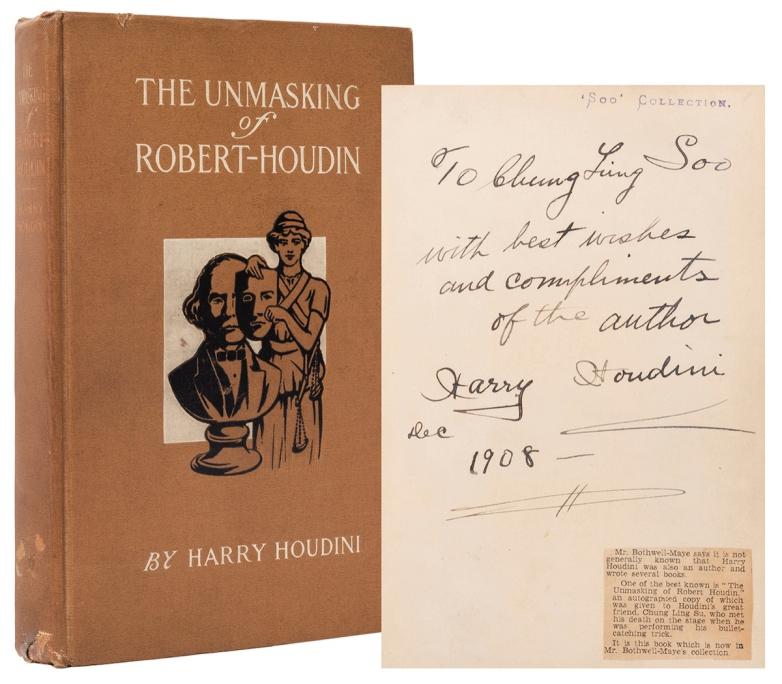 THE UNMASKING
of
ROBERT-HOUDIN
BY HARRY HOUDINI
THE
UNMASKING
of
ROBERT-
HOUDIN
'SOO' COLLECTION.
To Chung Ling Soo
with best wishes
and compliments
of the author
Harry Houdini
Dec
1908 —
Mr. Bothwell-Maye says it is not
generally known that Harry
Houdini was also an author and
wrote several books.
One of the best known is "The
Unmasking of Robert Houdin,"
an autographed copy of which
was given to Houdini's great
friend, Chung Ling Su, who met
his death on the stage when he
was performing his bullet-
catching trick.
It is this book which is now in
Mr. Bothwell-Maye's collection.